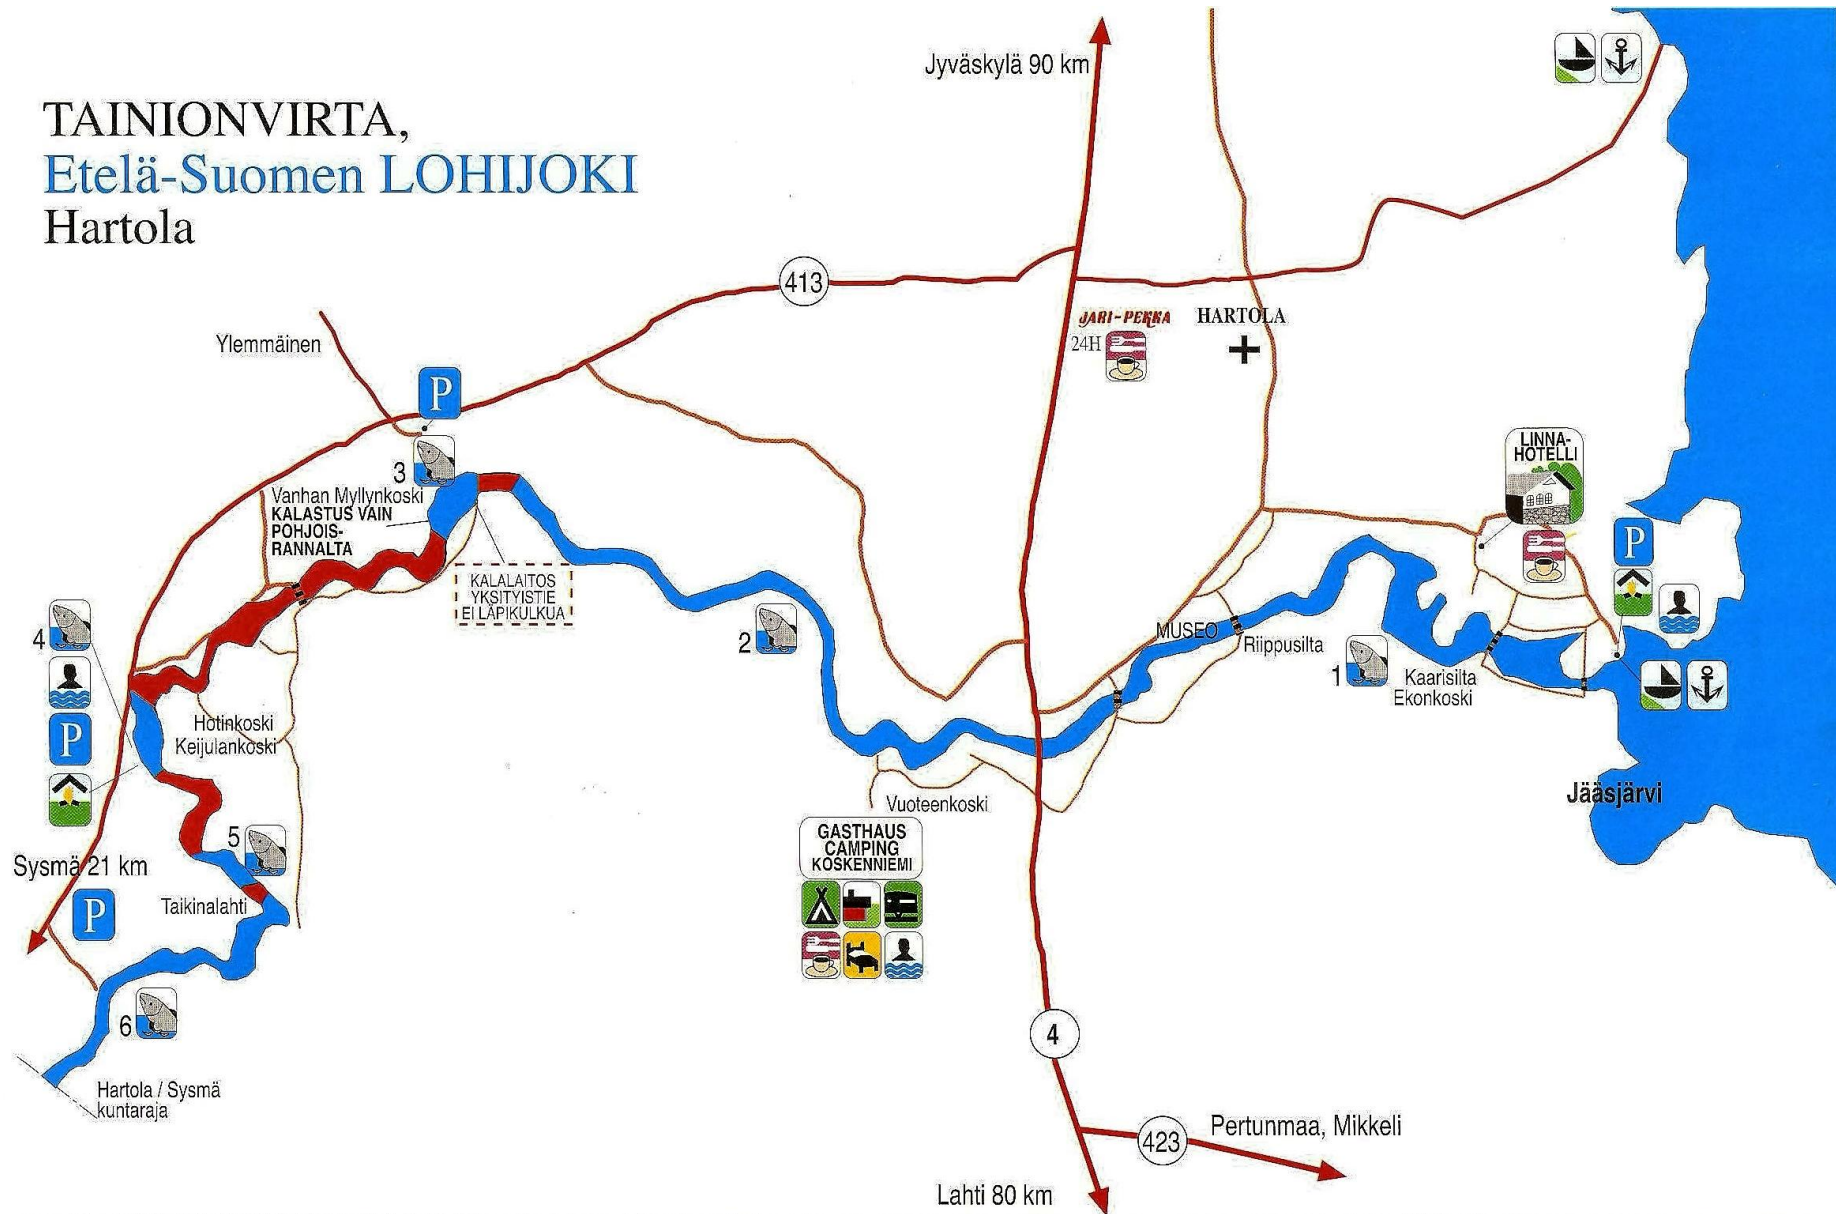 TAINIONVIRTA,
Etelä-Suomen LOHIJOKI
Hartola
Jyväskylä 90 km
413
JARI-PEKKA
24H
HARTOLA
Ylemmäinen
P
3
Vanhan Myllynkoski
KALASTUS VAIN
POHJOIS-
RANNALTA
KALALAITOS
YKSITYISTIE
EI LÄPIKULKUA
LINNA-
HOTELLI
P
4
P
2
MUSEO
Riippusilta
1
Kaarisilta
Ekonkoski
Hotinkoski
Keijulankoski
Jääsjärvi
Vuoteenkoski
GASTHAUS
CAMPING
KOSKENNIEMI
5
Sysmä 21 km
P
Taikinalahti
6
Hartola / Sysmä
kuntaraja
4
423
Pertunmaa, Mikkeli
Lahti 80 km